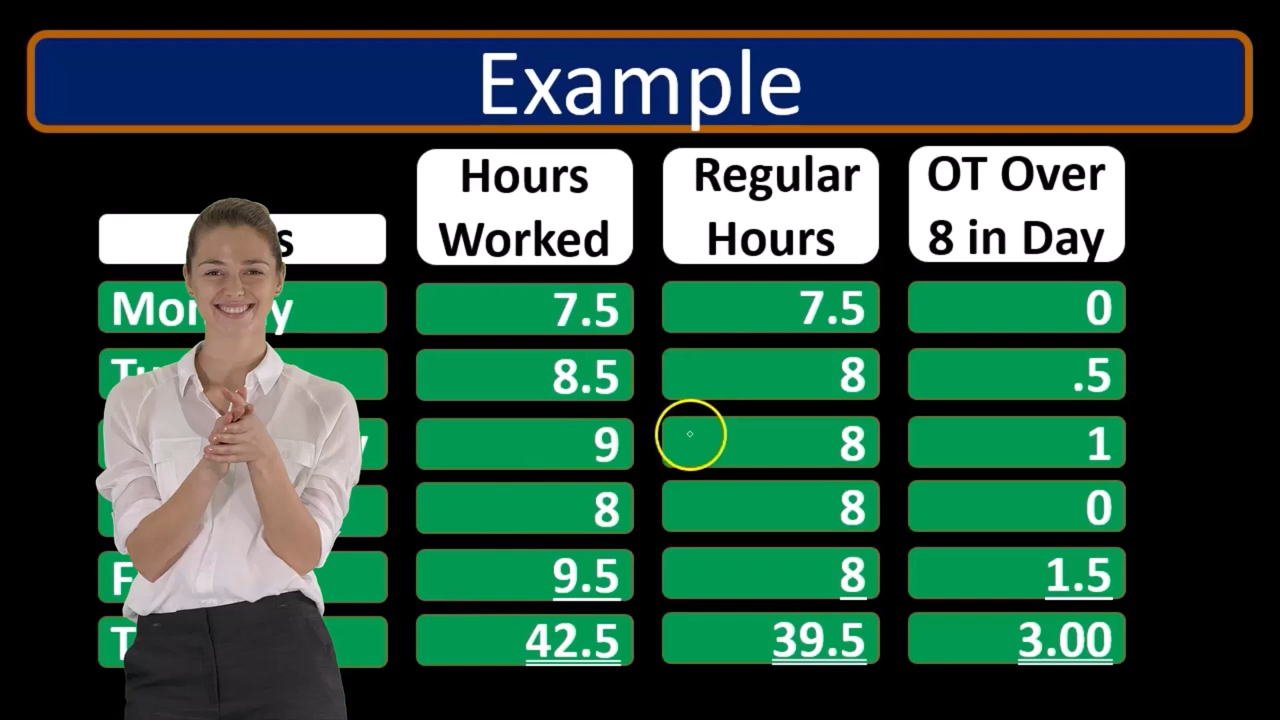 Example
Hours
Worked
Regular
Hours
OT Over
8 in Day
7.5 7.5 0
8.5 8 .5
9 8 1
8 8 0
9.5 8 1.5
42.5 39.5 3.00